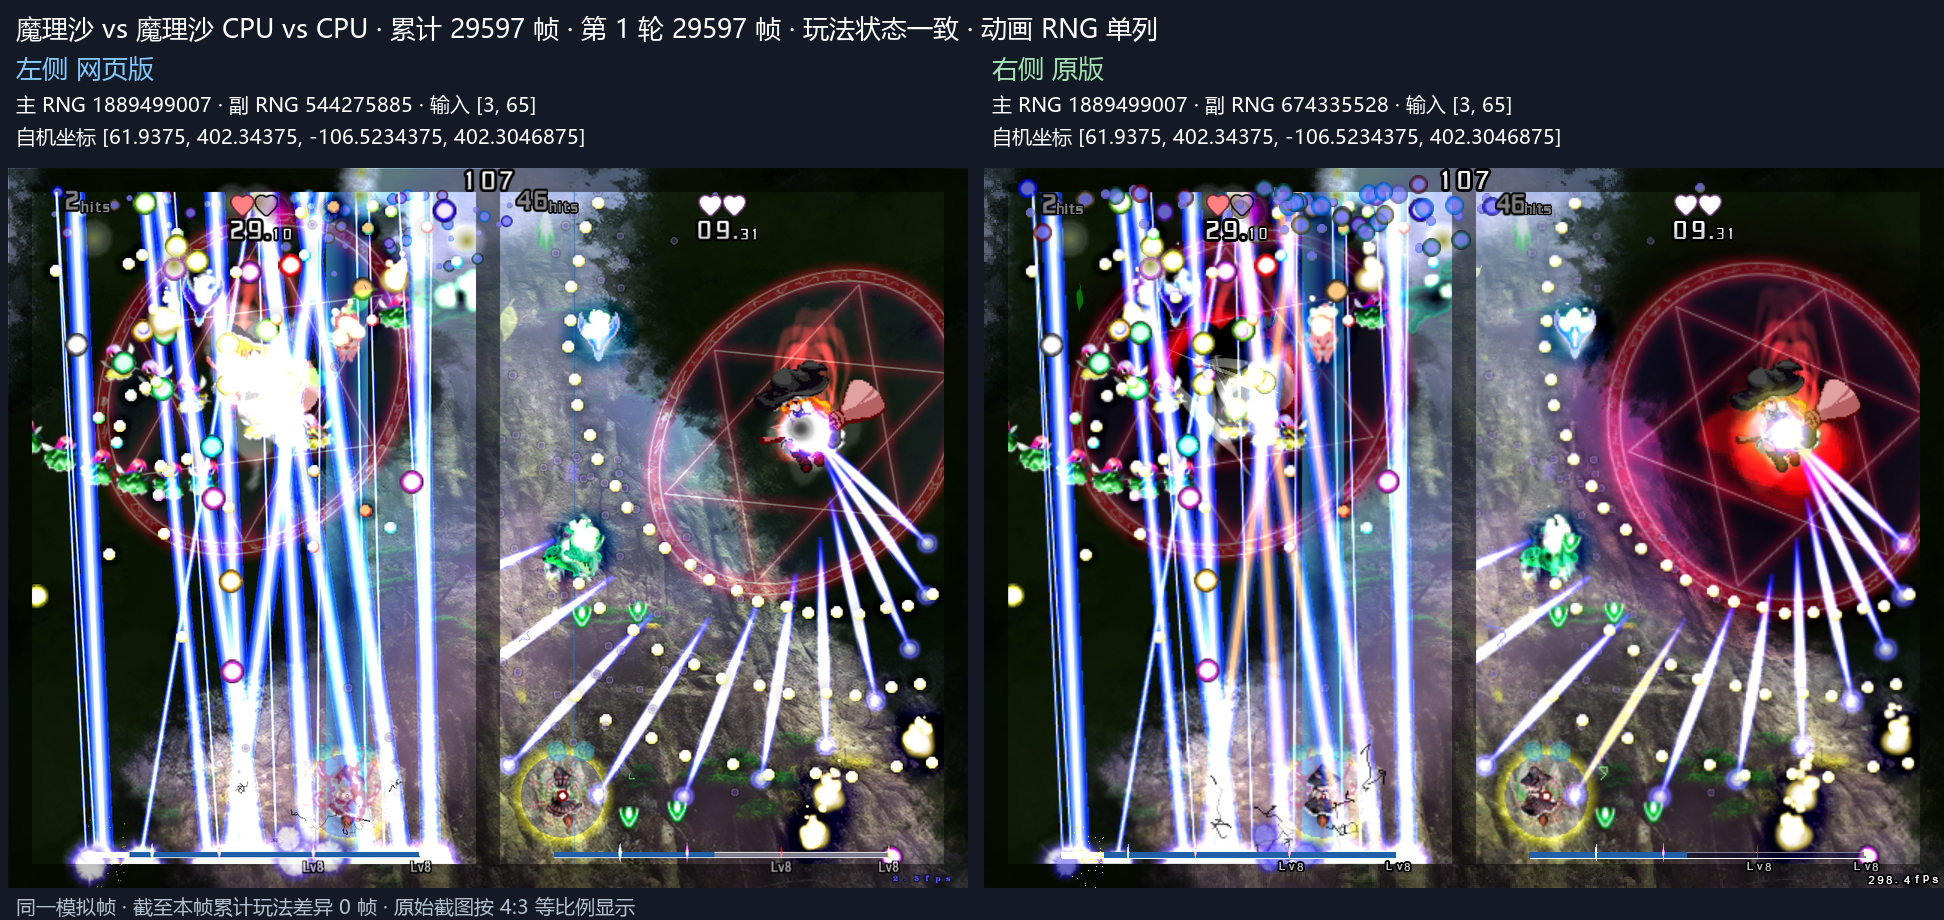 魔理沙 vs 魔理沙 CPU vs CPU · 累计 29597 帧 · 第 1 轮 29597 帧 · 玩法状态一致 · 动画 RNG 单列
左侧 网页版
主 RNG 1889499007 · 副 RNG 544275885 · 输入 [3, 65]
自机坐标 [61.9375, 402.34375, -106.5234375, 402.3046875]
右侧 原版
主 RNG 1889499007 · 副 RNG 674335528 · 输入 [3, 65]
自机坐标 [61.9375, 402.34375, -106.5234375, 402.3046875]
107
2hits
46hits
29.10
09.31
Lv8
Lv8
Lv8
Lv8
2.5fps
107
2hits
46hits
29.10
09.31
Lv8
Lv8
Lv8
Lv8
298.4fps
同一模拟帧 · 截至本帧累计玩法差异 0 帧 · 原始截图按 4:3 等比例显示